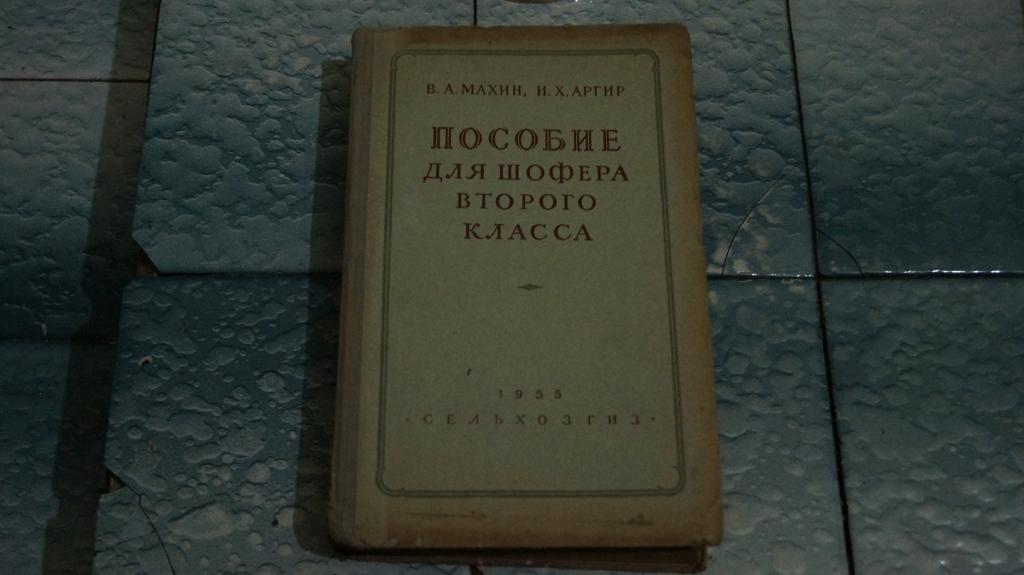 В. А. МАХИН, И. Х. АРГИР
ПОСОБИЕ
ДЛЯ ШОФЕРА
ВТОРОГО
КЛАССА
1955
• СЕЛЬХОЗГИЗ •